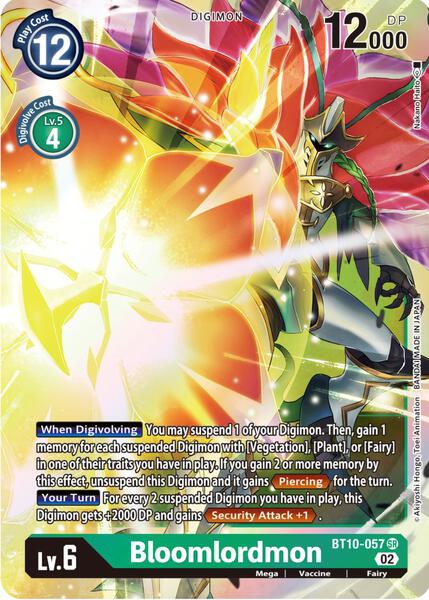 Play Cost
12
DIGIMON
DP
12000
Digivolve Cost
Lv.5
4
Nakano Haito
©Akiyoshi Hongo, Toei Animation BANDAI MADE IN JAPAN
When Digivolving You may suspend 1 of your Digimon. Then, gain 1
memory for each suspended Digimon with [Vegetation], [Plant], or [Fairy]
in one of their traits you have in play. If you gain 2 or more memory by
this effect, unsuspend this Digimon and it gains Piercing for the turn.
Your Turn For every 2 suspended Digimon you have in play, this
Digimon gets +2000 DP and gains Security Attack +1 .
Lv.6
Bloomlordmon
BT10-057 SR
02
Mega | Vaccine | Fairy